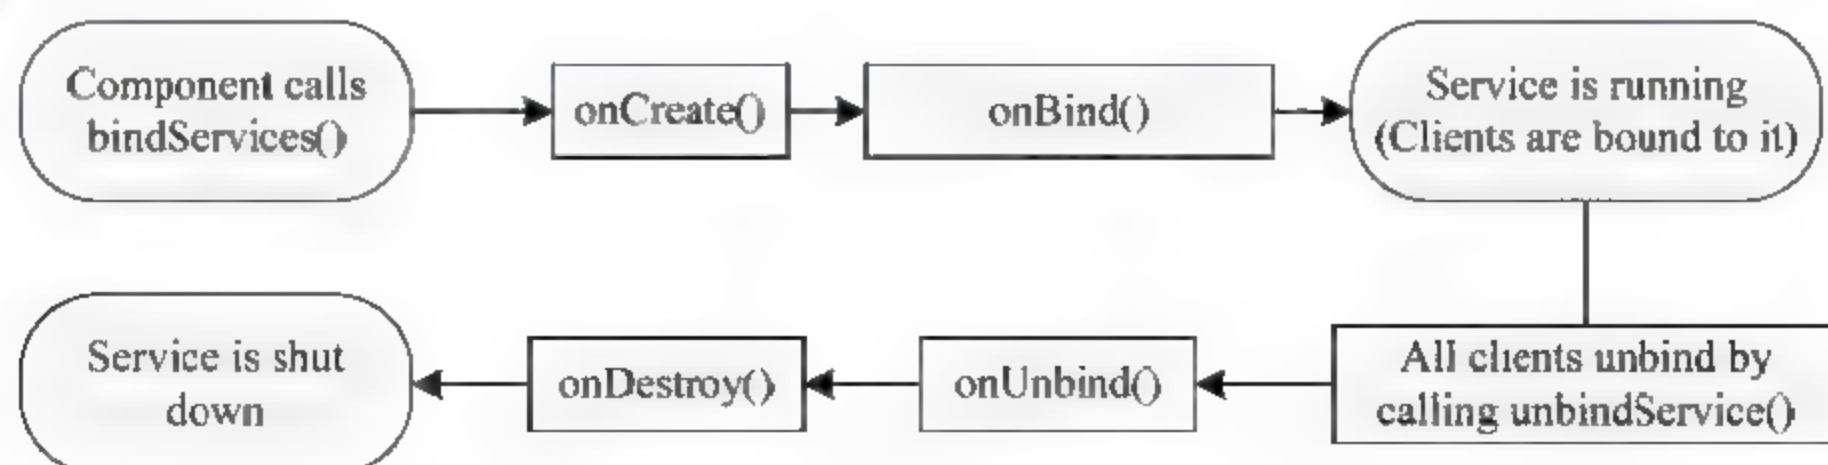 Component calls
bindServices()
onCreate()
onBind()
Service is running
(Clients are bound to it)
All clients unbind by
calling unbindService()
onUnbind()
onDestroy()
Service is shut
down